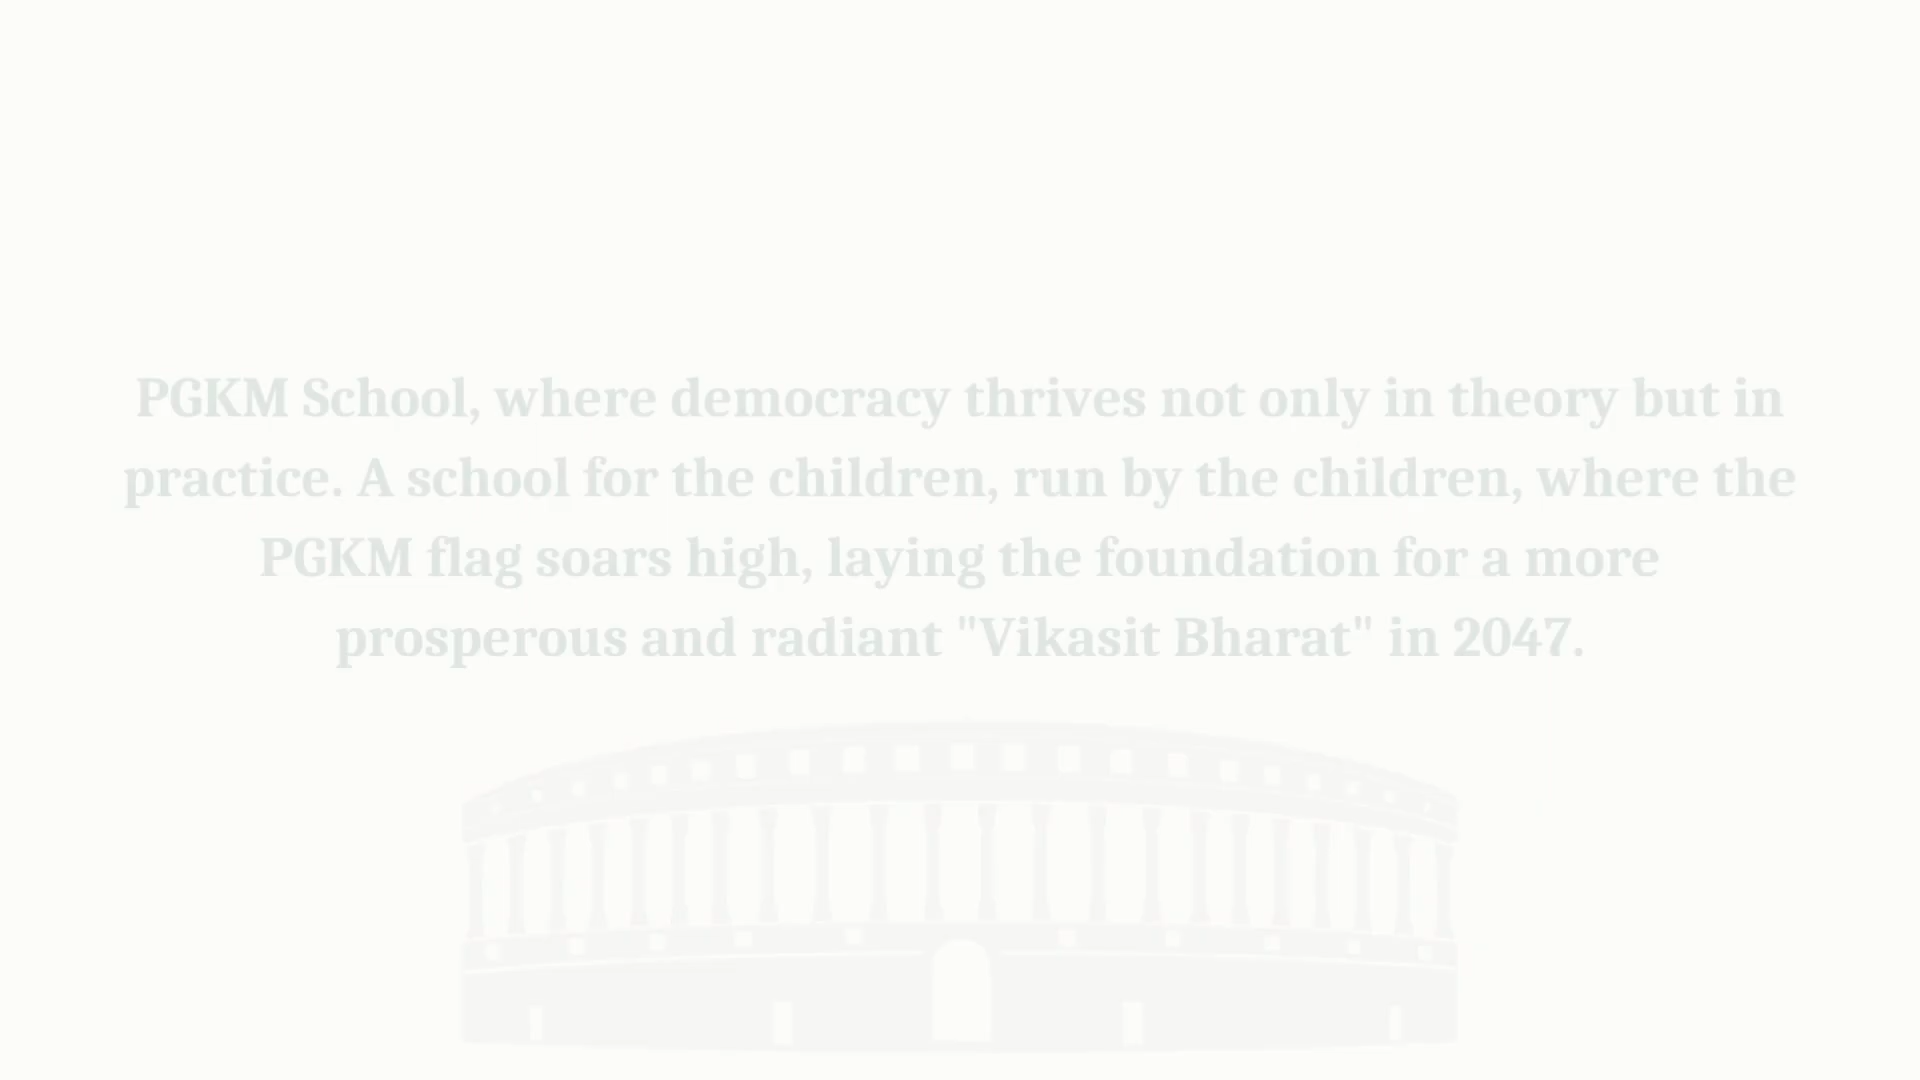 PGKM School, where democracy thrives not only in theory but in
practice. A school for the children, run by the children, where the
PGKM flag soars high, laying the foundation for a more
prosperous and radiant "Vikasit Bharat" in 2047.